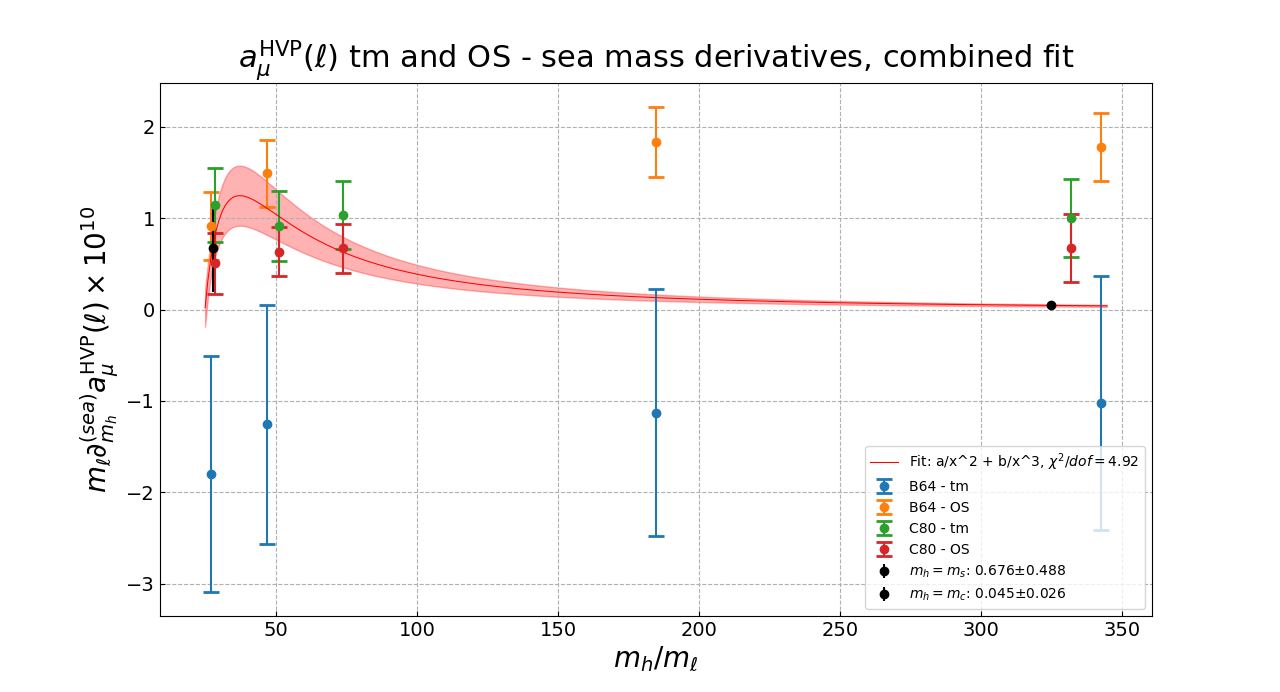 a_μ^HVP(ℓ) tm and OS - sea mass derivatives, combined fit
m_ℓ∂_{m_h}^{(sea)}a_μ^HVP(ℓ) × 10^10
2
1
0
−1
−2
−3
50
100
150
200
250
300
350
m_h/m_ℓ
Fit: a/x^2 + b/x^3, χ²/dof = 4.92
B64 - tm
B64 - OS
C80 - tm
C80 - OS
m_h = m_s: 0.676±0.488
m_h = m_c: 0.045±0.026